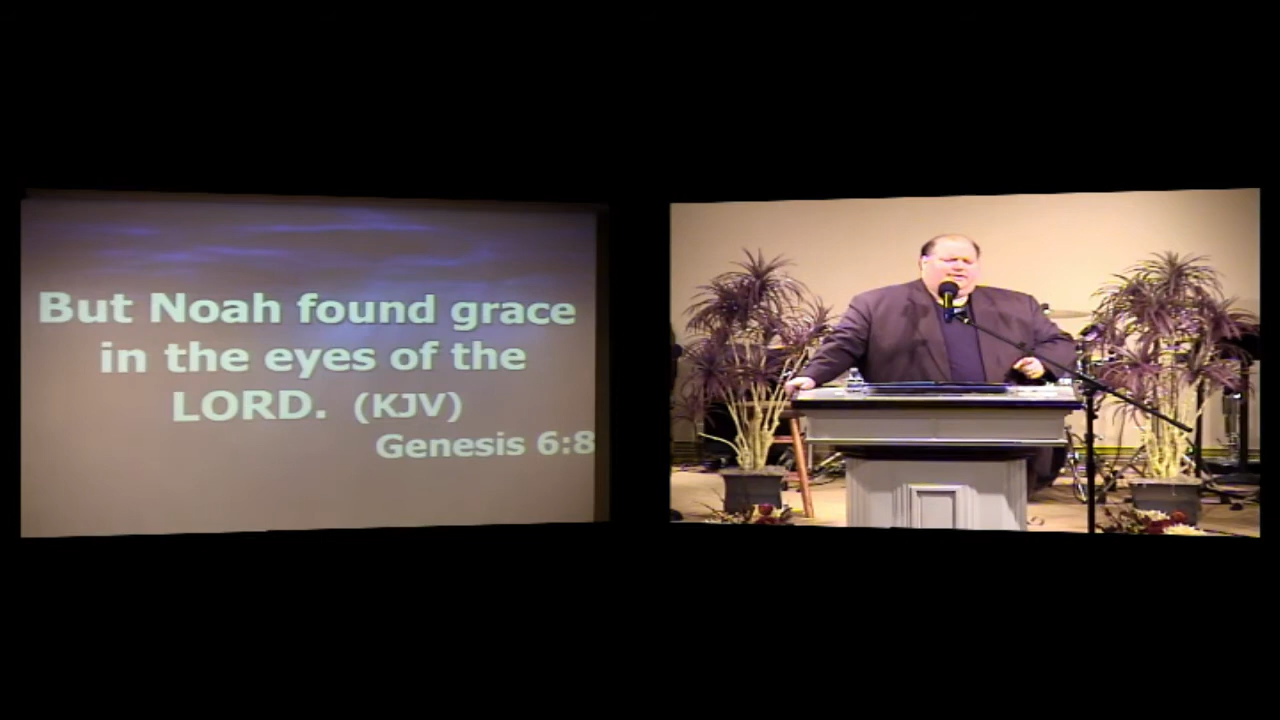 But Noah found grace
in the eyes of the
LORD. (KJV)
Genesis 6:8